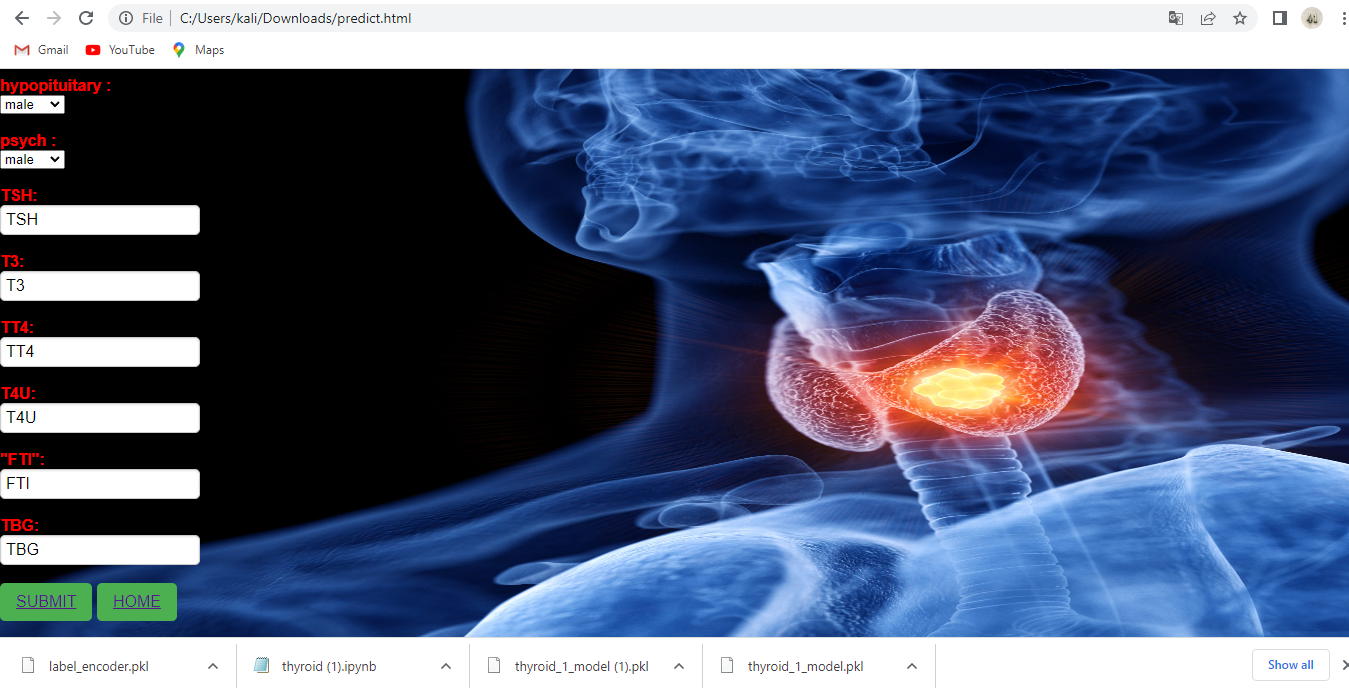 File C:/Users/kali/Downloads/predict.html
Gmail YouTube Maps
hypopituitary :
male
psych :
male
TSH:
TSH
T3:
T3
TT4:
TT4
T4U:
T4U
"FTI":
FTI
TBG:
TBG
SUBMIT HOME
label_encoder.pkl thyroid (1).ipynb thyroid_1_model (1).pkl thyroid_1_model.pkl Show all